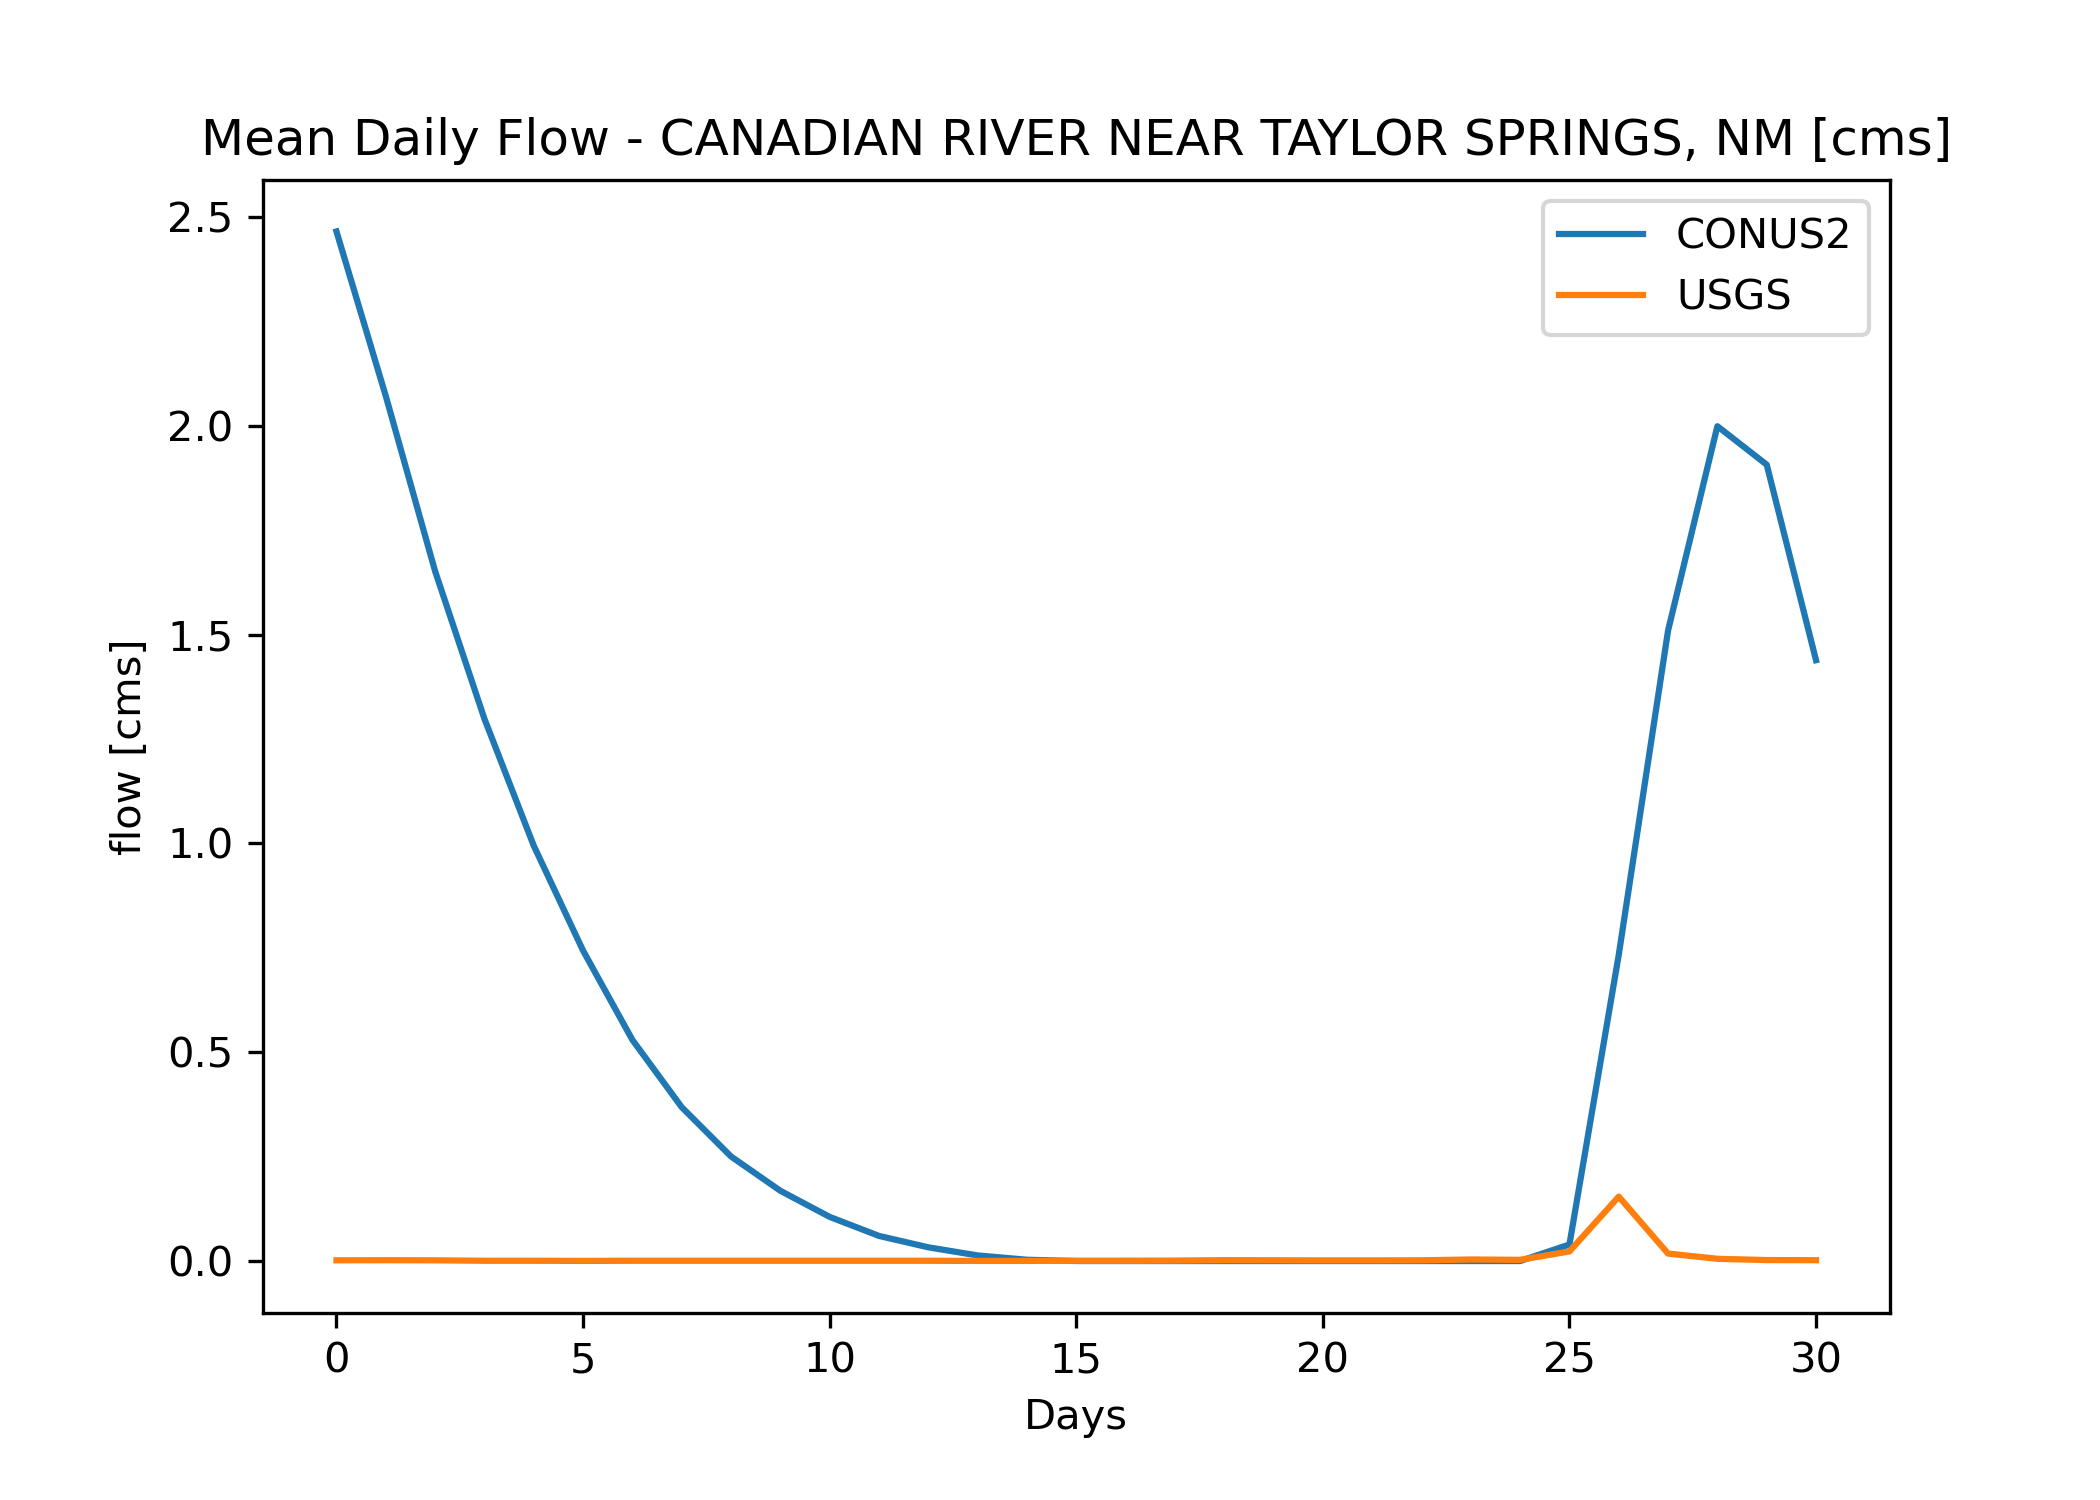 Mean Daily Flow - CANADIAN RIVER NEAR TAYLOR SPRINGS, NM [cms]
CONUS2
USGS
2.5
2.0
1.5
1.0
0.5
0.0
flow [cms]
0 5 10 15 20 25 30
Days